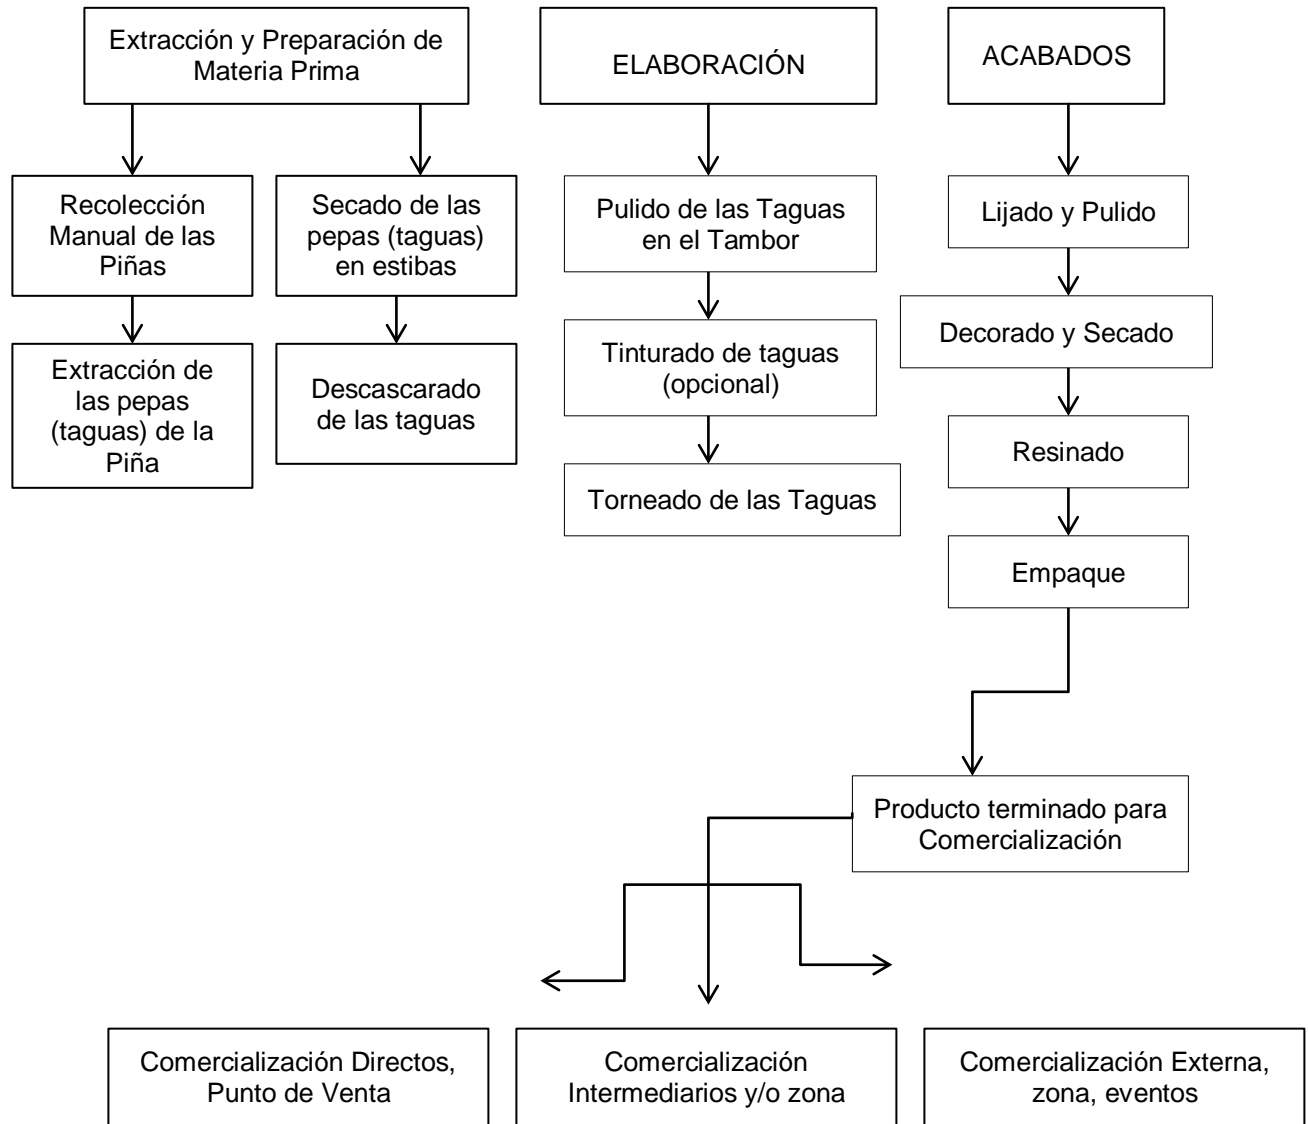 Extracción y Preparación de
Materia Prima
ELABORACIÓN
ACABADOS
Recolección
Manual de las
Piñas
Secado de las
pepas (taguas)
en estibas
Pulido de las Taguas
en el Tambor
Lijado y Pulido
Extracción de
las pepas
(taguas) de la
Piña
Descascarado
de las taguas
Tinturado de taguas
(opcional)
Decorado y Secado
Torneado de las Taguas
Resinado
Empaque
Producto terminado para
Comercialización
Comercialización Directos,
Punto de Venta
Comercialización
Intermediarios y/o zona
Comercialización Externa,
zona, eventos